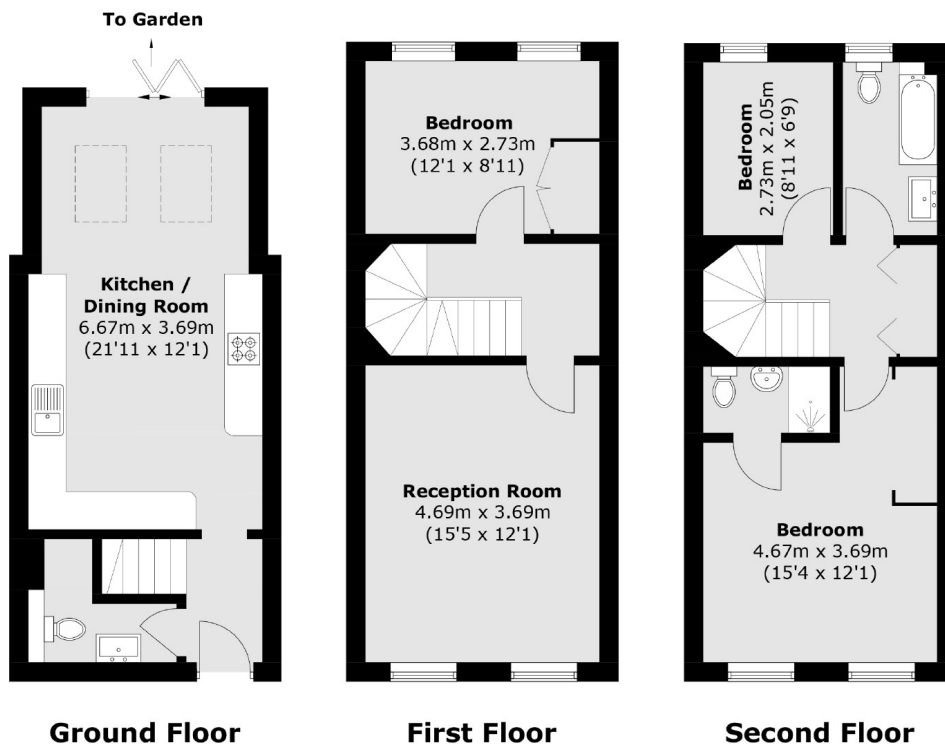 To Garden
Kitchen /
Dining Room
6.67m x 3.69m
(21'11 x 12'1)
Ground Floor
Bedroom
3.68m x 2.73m
(12'1 x 8'11)
Reception Room
4.69m x 3.69m
(15'5 x 12'1)
First Floor
Bedroom
2.73m x 2.05m
(8'11 x 6'9)
Bedroom
4.67m x 3.69m
(15'4 x 12'1)
Second Floor